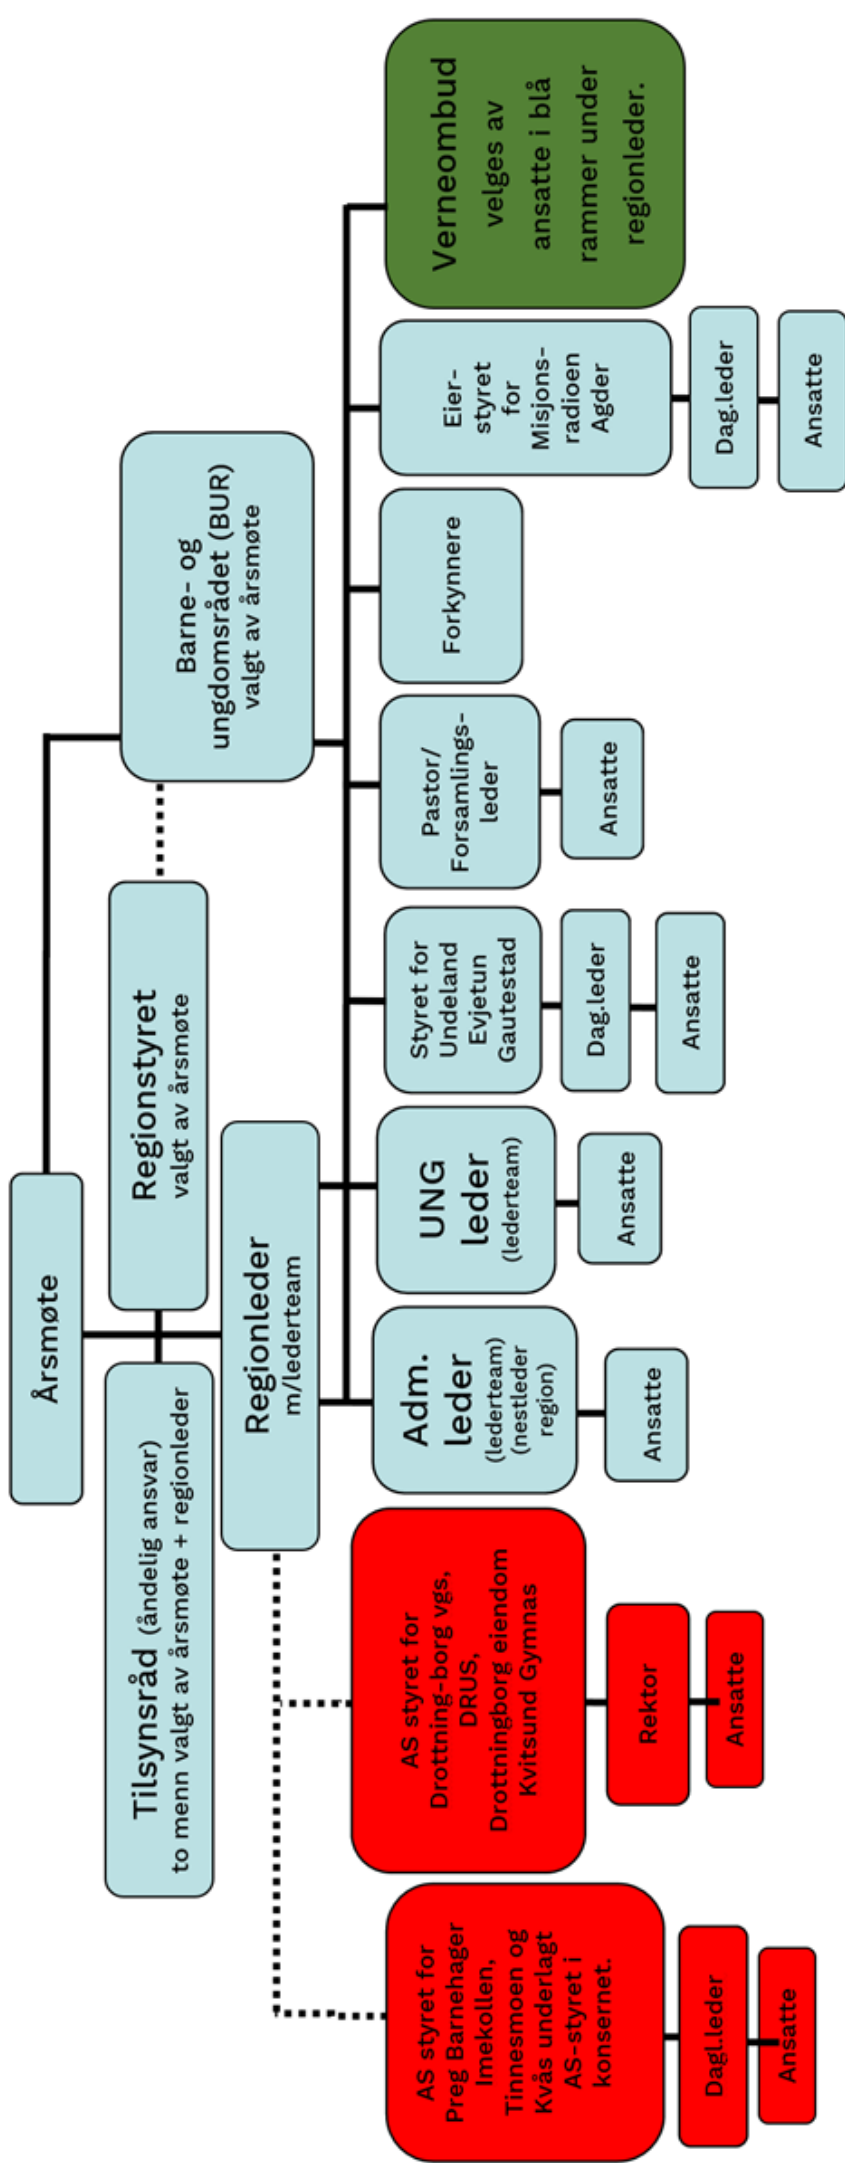 Årsmøte
Tilsynsråd (åndelig ansvar)
to menn valgt av årsmøte + regionleder
Regionstyret
valgt av årsmøte
Barne- og
ungdomsrådet (BUR)
valgt av årsmøte
Regionleder
m/lederteam
AS styret for
Preg Barnehager
Imekollen,
Tinnesmoen og
Kvås underlagt
AS-styret i
konsernet.
Dagl.leder
Ansatte
AS styret for
Drottning-borg vgs,
DRUS,
Drottningborg eiendom
Kvitsund Gymnas
Rektor
Ansatte
Adm.
leder
(lederteam)
(nestleder
region)
Ansatte
UNG
leder
(lederteam)
Ansatte
Styret for
Undeland
Evjetun
Gautestad
Dag.leder
Ansatte
Pastor/
Forsamlings-
leder
Ansatte
Forkynnere
Eier-
styret
for
Misjons-
radioen
Agder
Dag.leder
Ansatte
Verneombud
velges av
ansatte i blå
rammer under
regionleder.